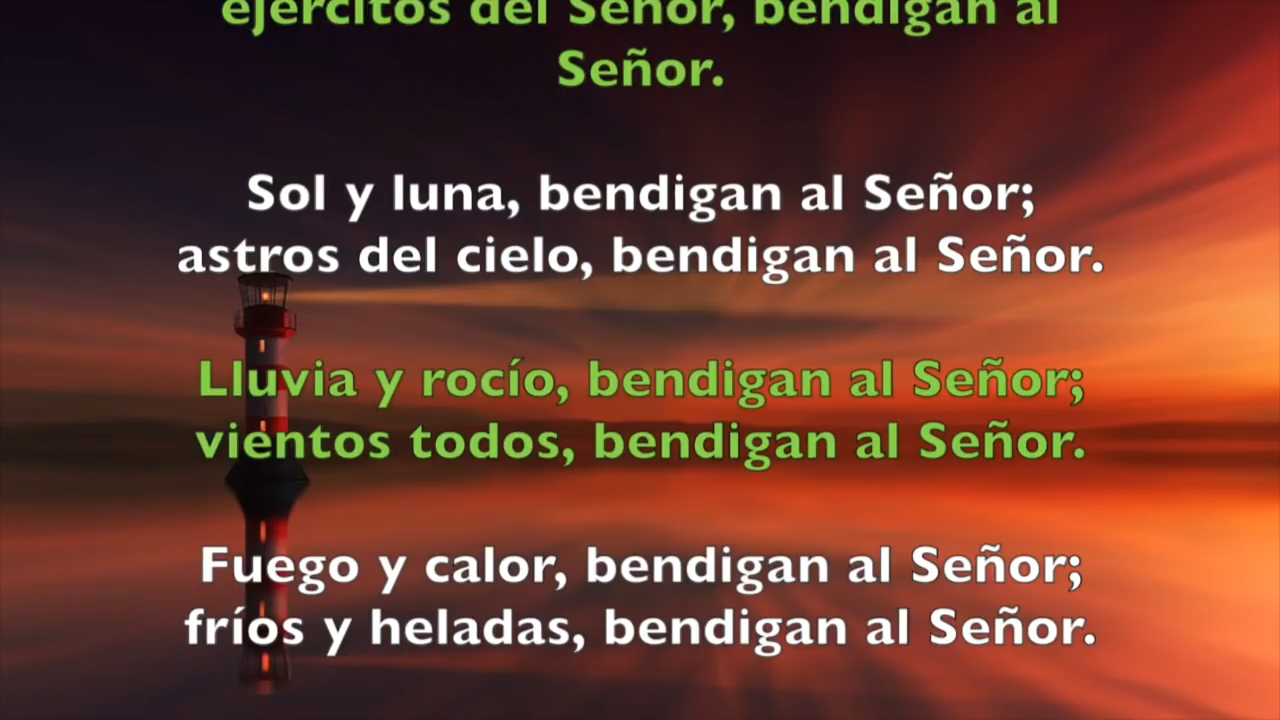 ejércitos del Señor, bendigan al
Señor.
Sol y luna, bendigan al Señor;
astros del cielo, bendigan al Señor.
Lluvia y rocío, bendigan al Señor;
vientos todos, bendigan al Señor.
Fuego y calor, bendigan al Señor;
fríos y heladas, bendigan al Señor.